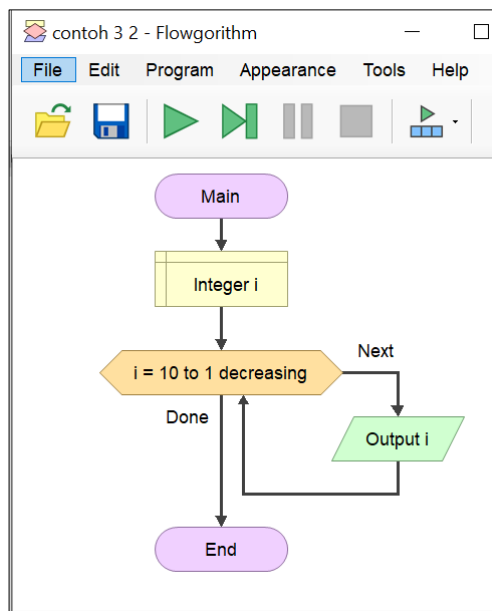 contoh 3 2 - Flowgorithm
File Edit Program Appearance Tools Help
Main
Integer i
i = 10 to 1 decreasing
Next
Done
Output i
End